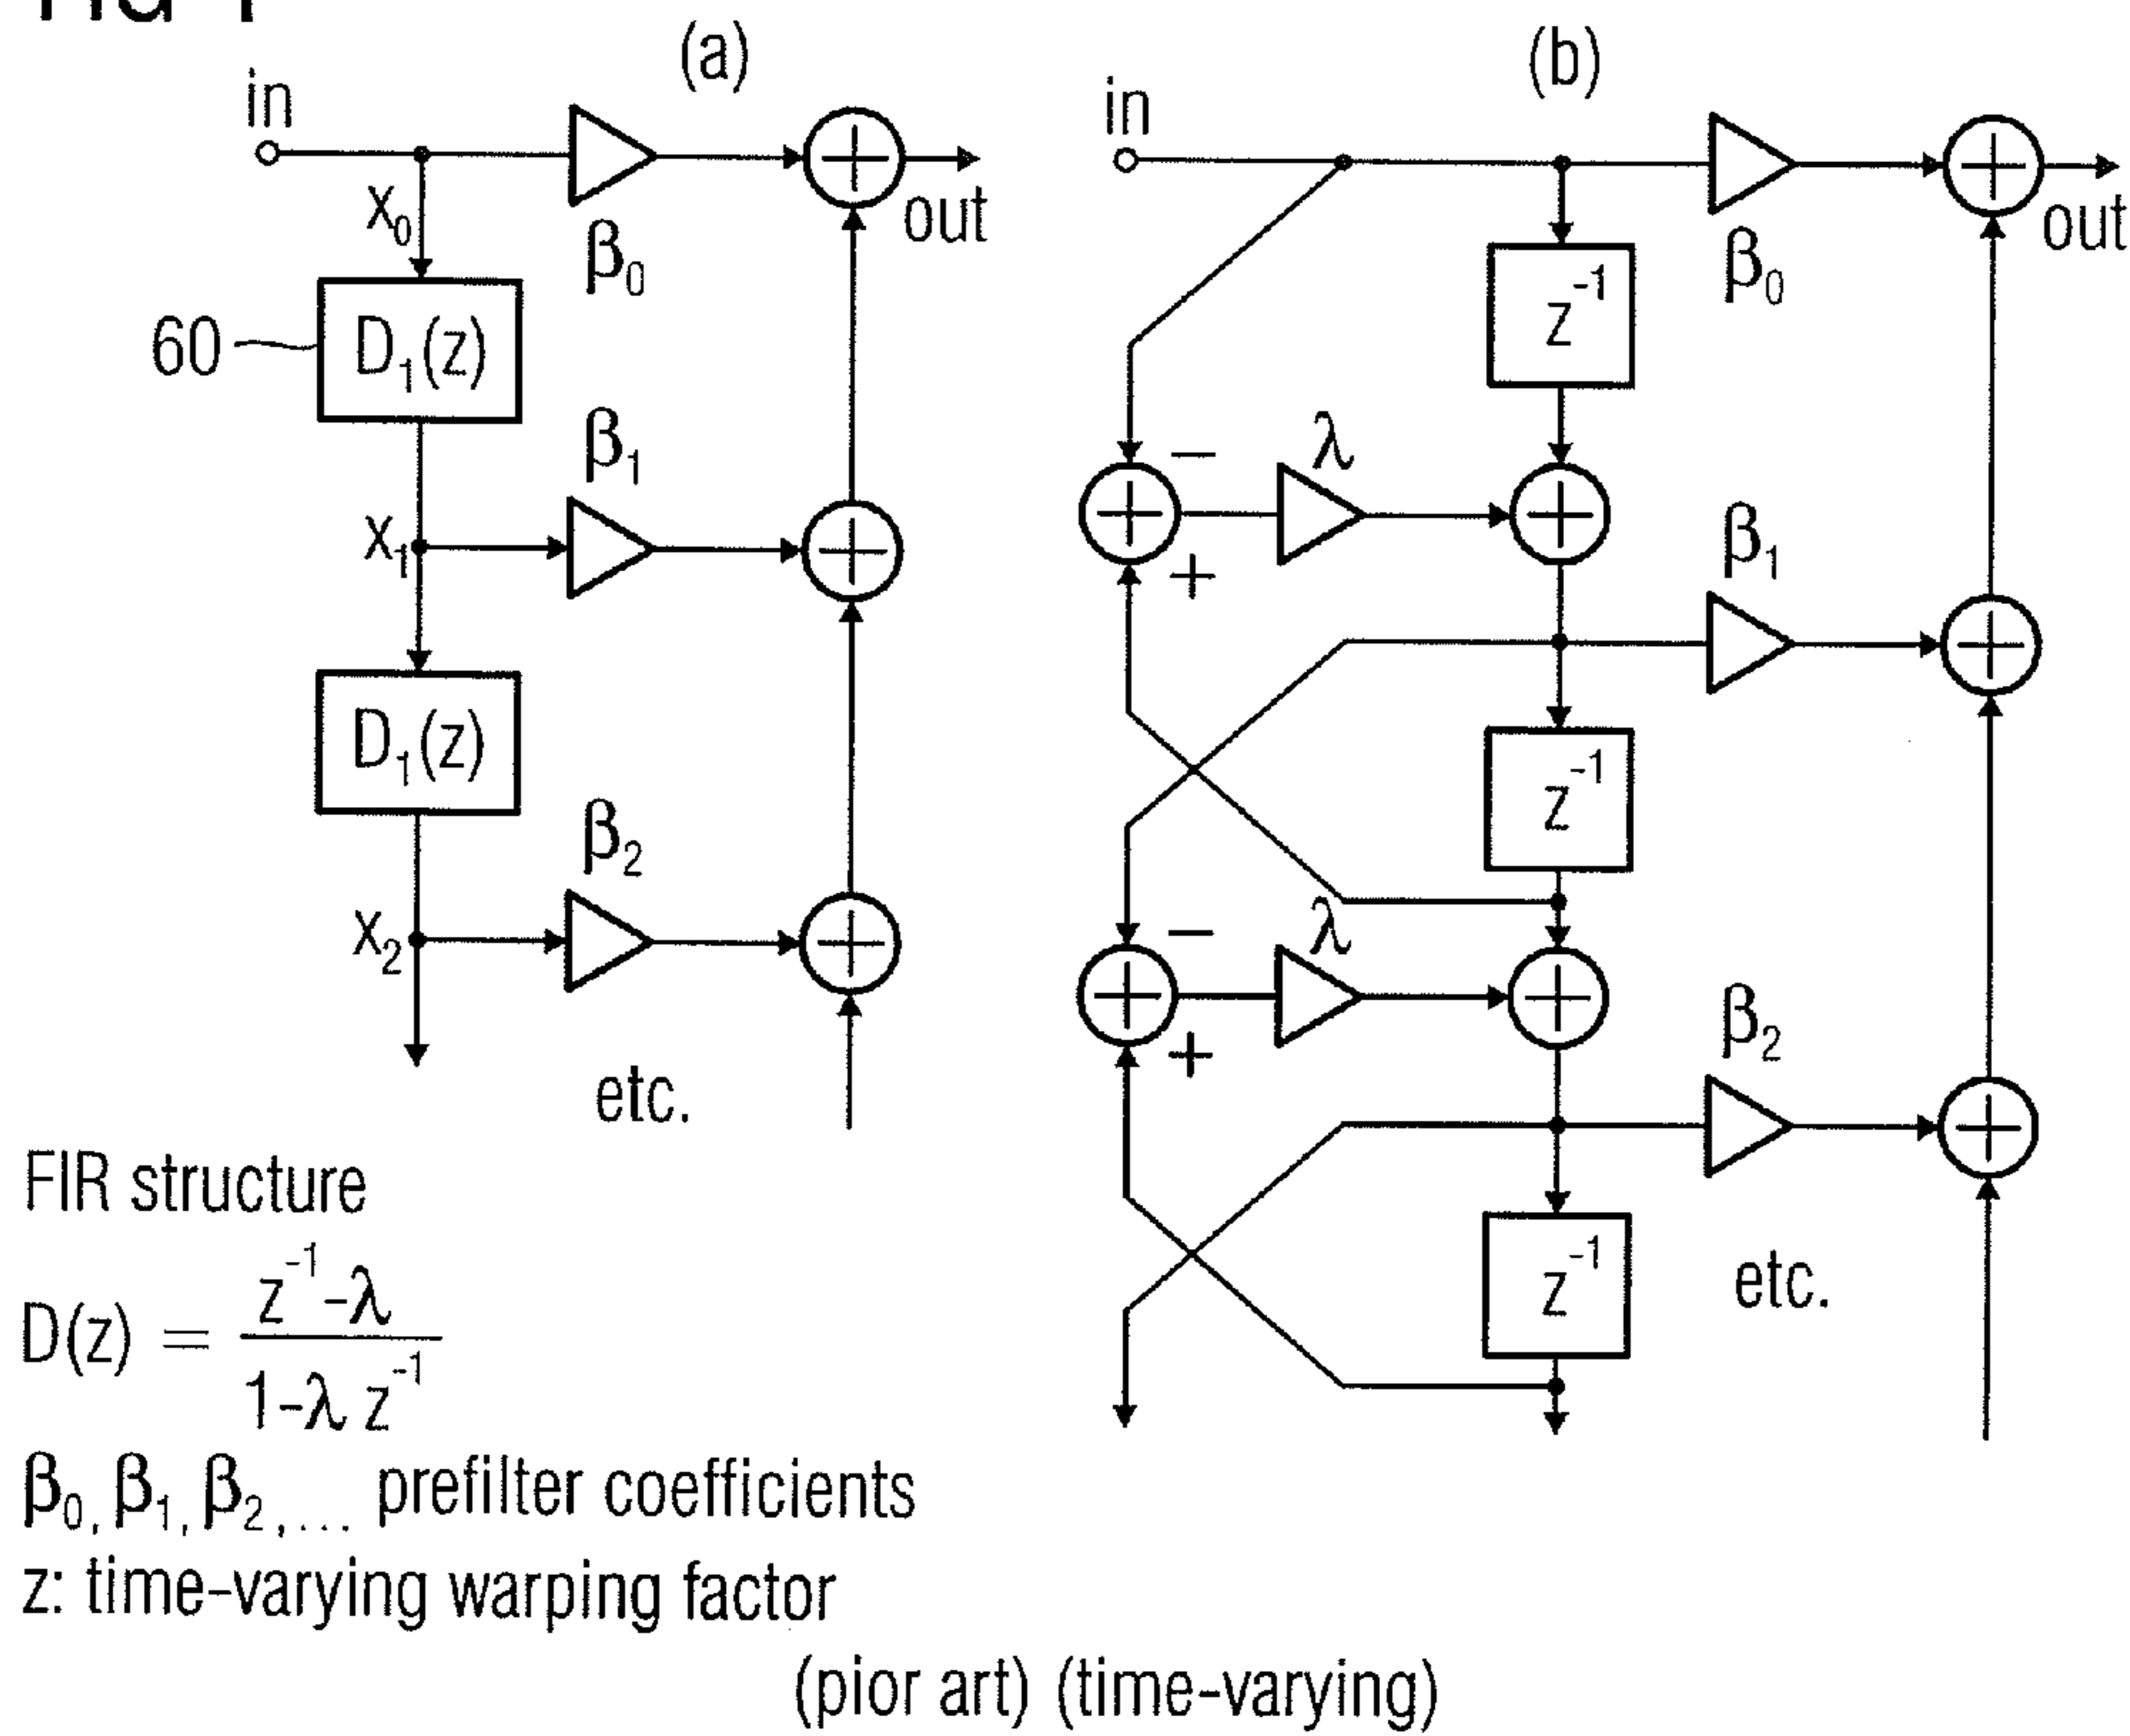 (a)
in
x₀
β₀
out
60
D₁(z)
β₁
x₁
D₁(z)
β₂
x₂
etc.
(b)
in
β₀
out
z⁻¹
−
λ
+
β₁
z⁻¹
−
λ
+
β₂
z⁻¹
etc.
FIR structure
D(z) = (z⁻¹-λ)/(1-λ z⁻¹)
β₀, β₁, β₂, ... prefilter coefficients
z: time-varying warping factor
(pior art) (time-varying)